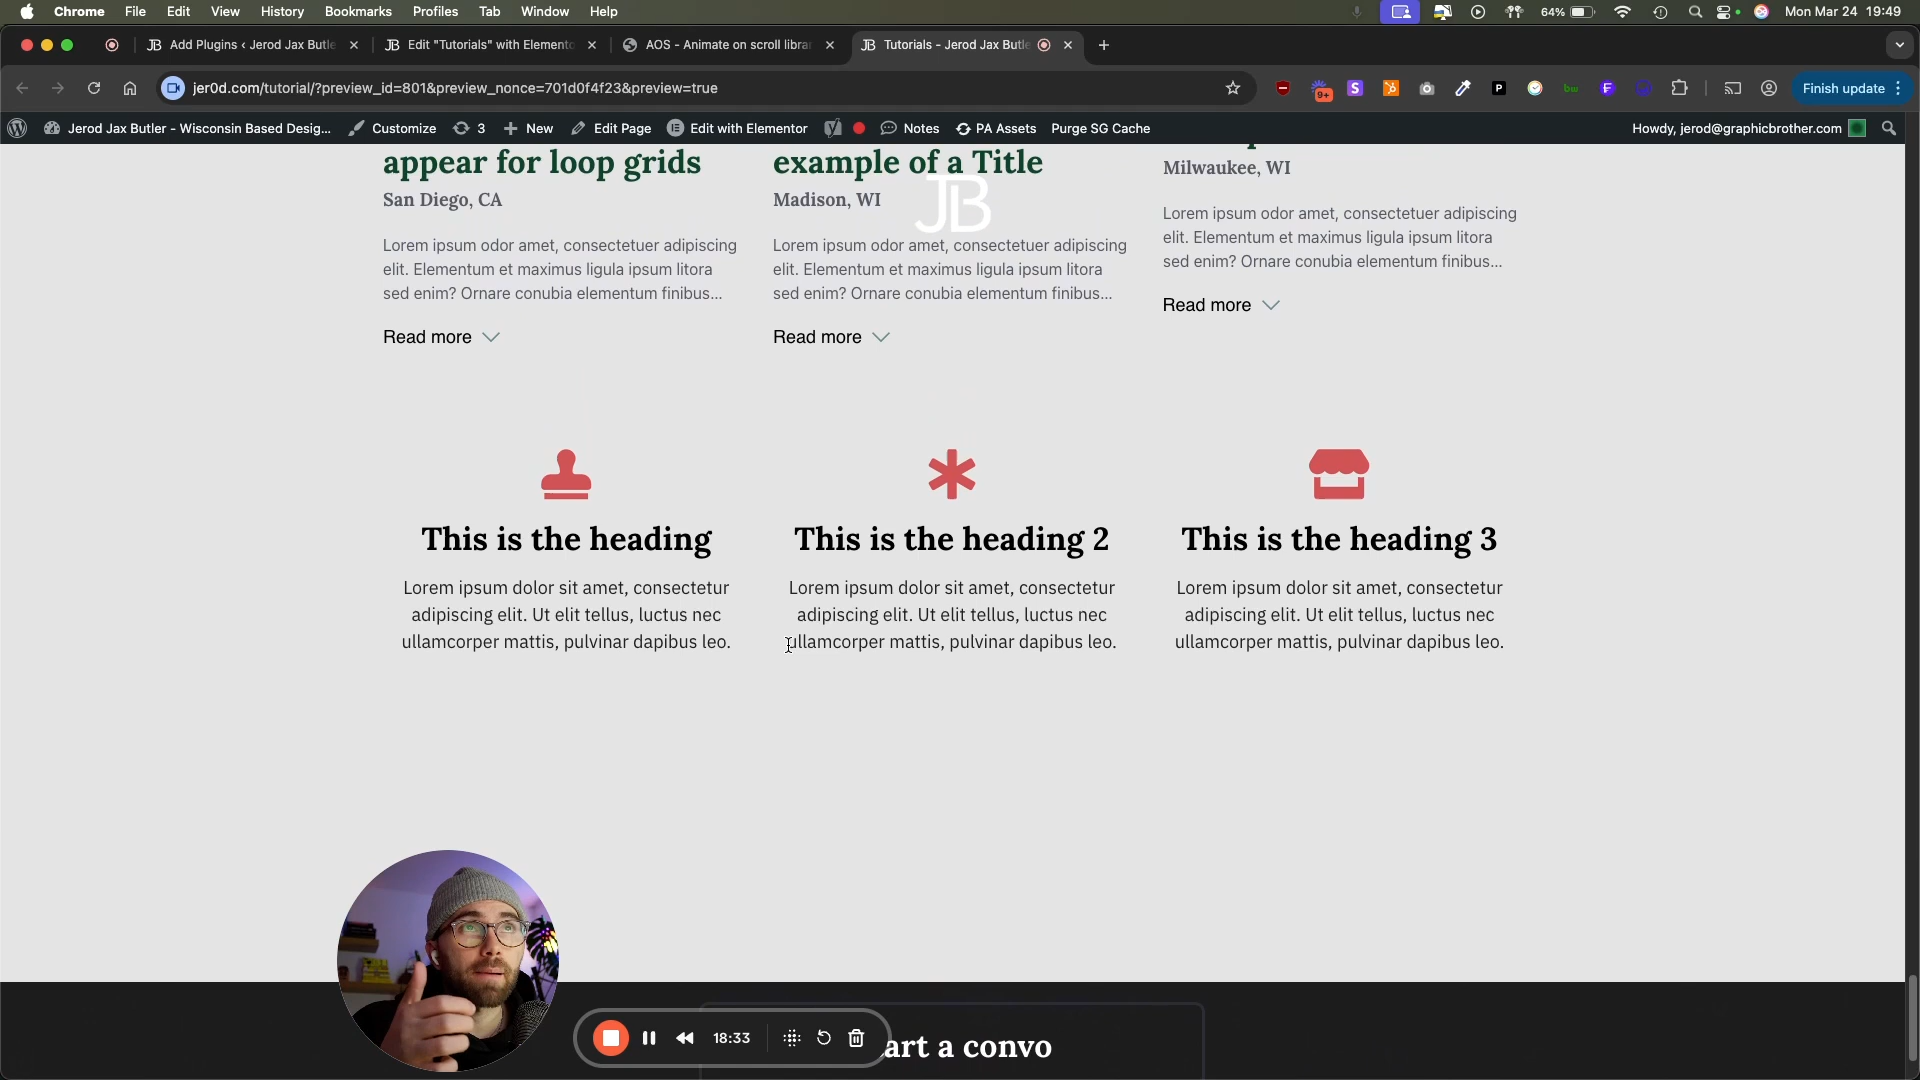 Chrome File Edit View History Bookmarks Profiles Tab Window Help
64%
Mon Mar 24 19:49
Add Plugins ‹ Jerod Jax Butle
Edit "Tutorials" with Elemento
AOS - Animate on scroll librar
Tutorials - Jerod Jax Butle
jer0d.com/tutorial/?preview_id=801&preview_nonce=701d0f4f23&preview=true
9+
S
P
bw
F
Finish update
Jerod Jax Butler - Wisconsin Based Desig...
Customize
3
New
Edit Page
Edit with Elementor
Notes
PA Assets
Purge SG Cache
Howdy, jerod@graphicbrother.com
appear for loop grids
San Diego, CA
Lorem ipsum odor amet, consectetuer adipiscing
elit. Elementum et maximus ligula ipsum litora
sed enim? Ornare conubia elementum finibus...
Read more
example of a Title
Madison, WI
JB
Lorem ipsum odor amet, consectetuer adipiscing
elit. Elementum et maximus ligula ipsum litora
sed enim? Ornare conubia elementum finibus...
Read more
Milwaukee, WI
Lorem ipsum odor amet, consectetuer adipiscing
elit. Elementum et maximus ligula ipsum litora
sed enim? Ornare conubia elementum finibus...
Read more
This is the heading
Lorem ipsum dolor sit amet, consectetur
adipiscing elit. Ut elit tellus, luctus nec
ullamcorper mattis, pulvinar dapibus leo.
This is the heading 2
Lorem ipsum dolor sit amet, consectetur
adipiscing elit. Ut elit tellus, luctus nec
ullamcorper mattis, pulvinar dapibus leo.
This is the heading 3
Lorem ipsum dolor sit amet, consectetur
adipiscing elit. Ut elit tellus, luctus nec
ullamcorper mattis, pulvinar dapibus leo.
18:33
art a convo